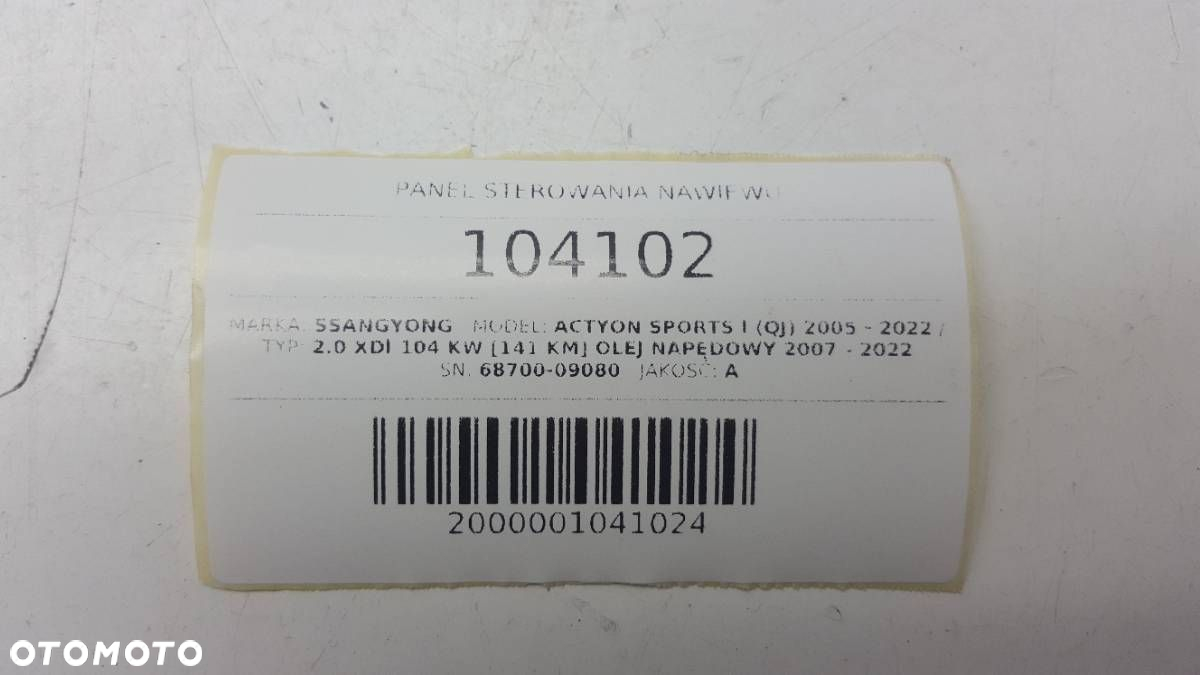 PANEL STEROWANIA NAWIEWU
104102
MARKA: SSANGYONG MODEL: ACTYON SPORTS I (QJ) 2005 - 2022 /
TYP: 2.0 XDI 104 KW [141 KM] OLEJ NAPĘDOWY 2007 - 2022
SN: 68700-09080 JAKOŚĆ: A
2000001041024
OTOMOTO